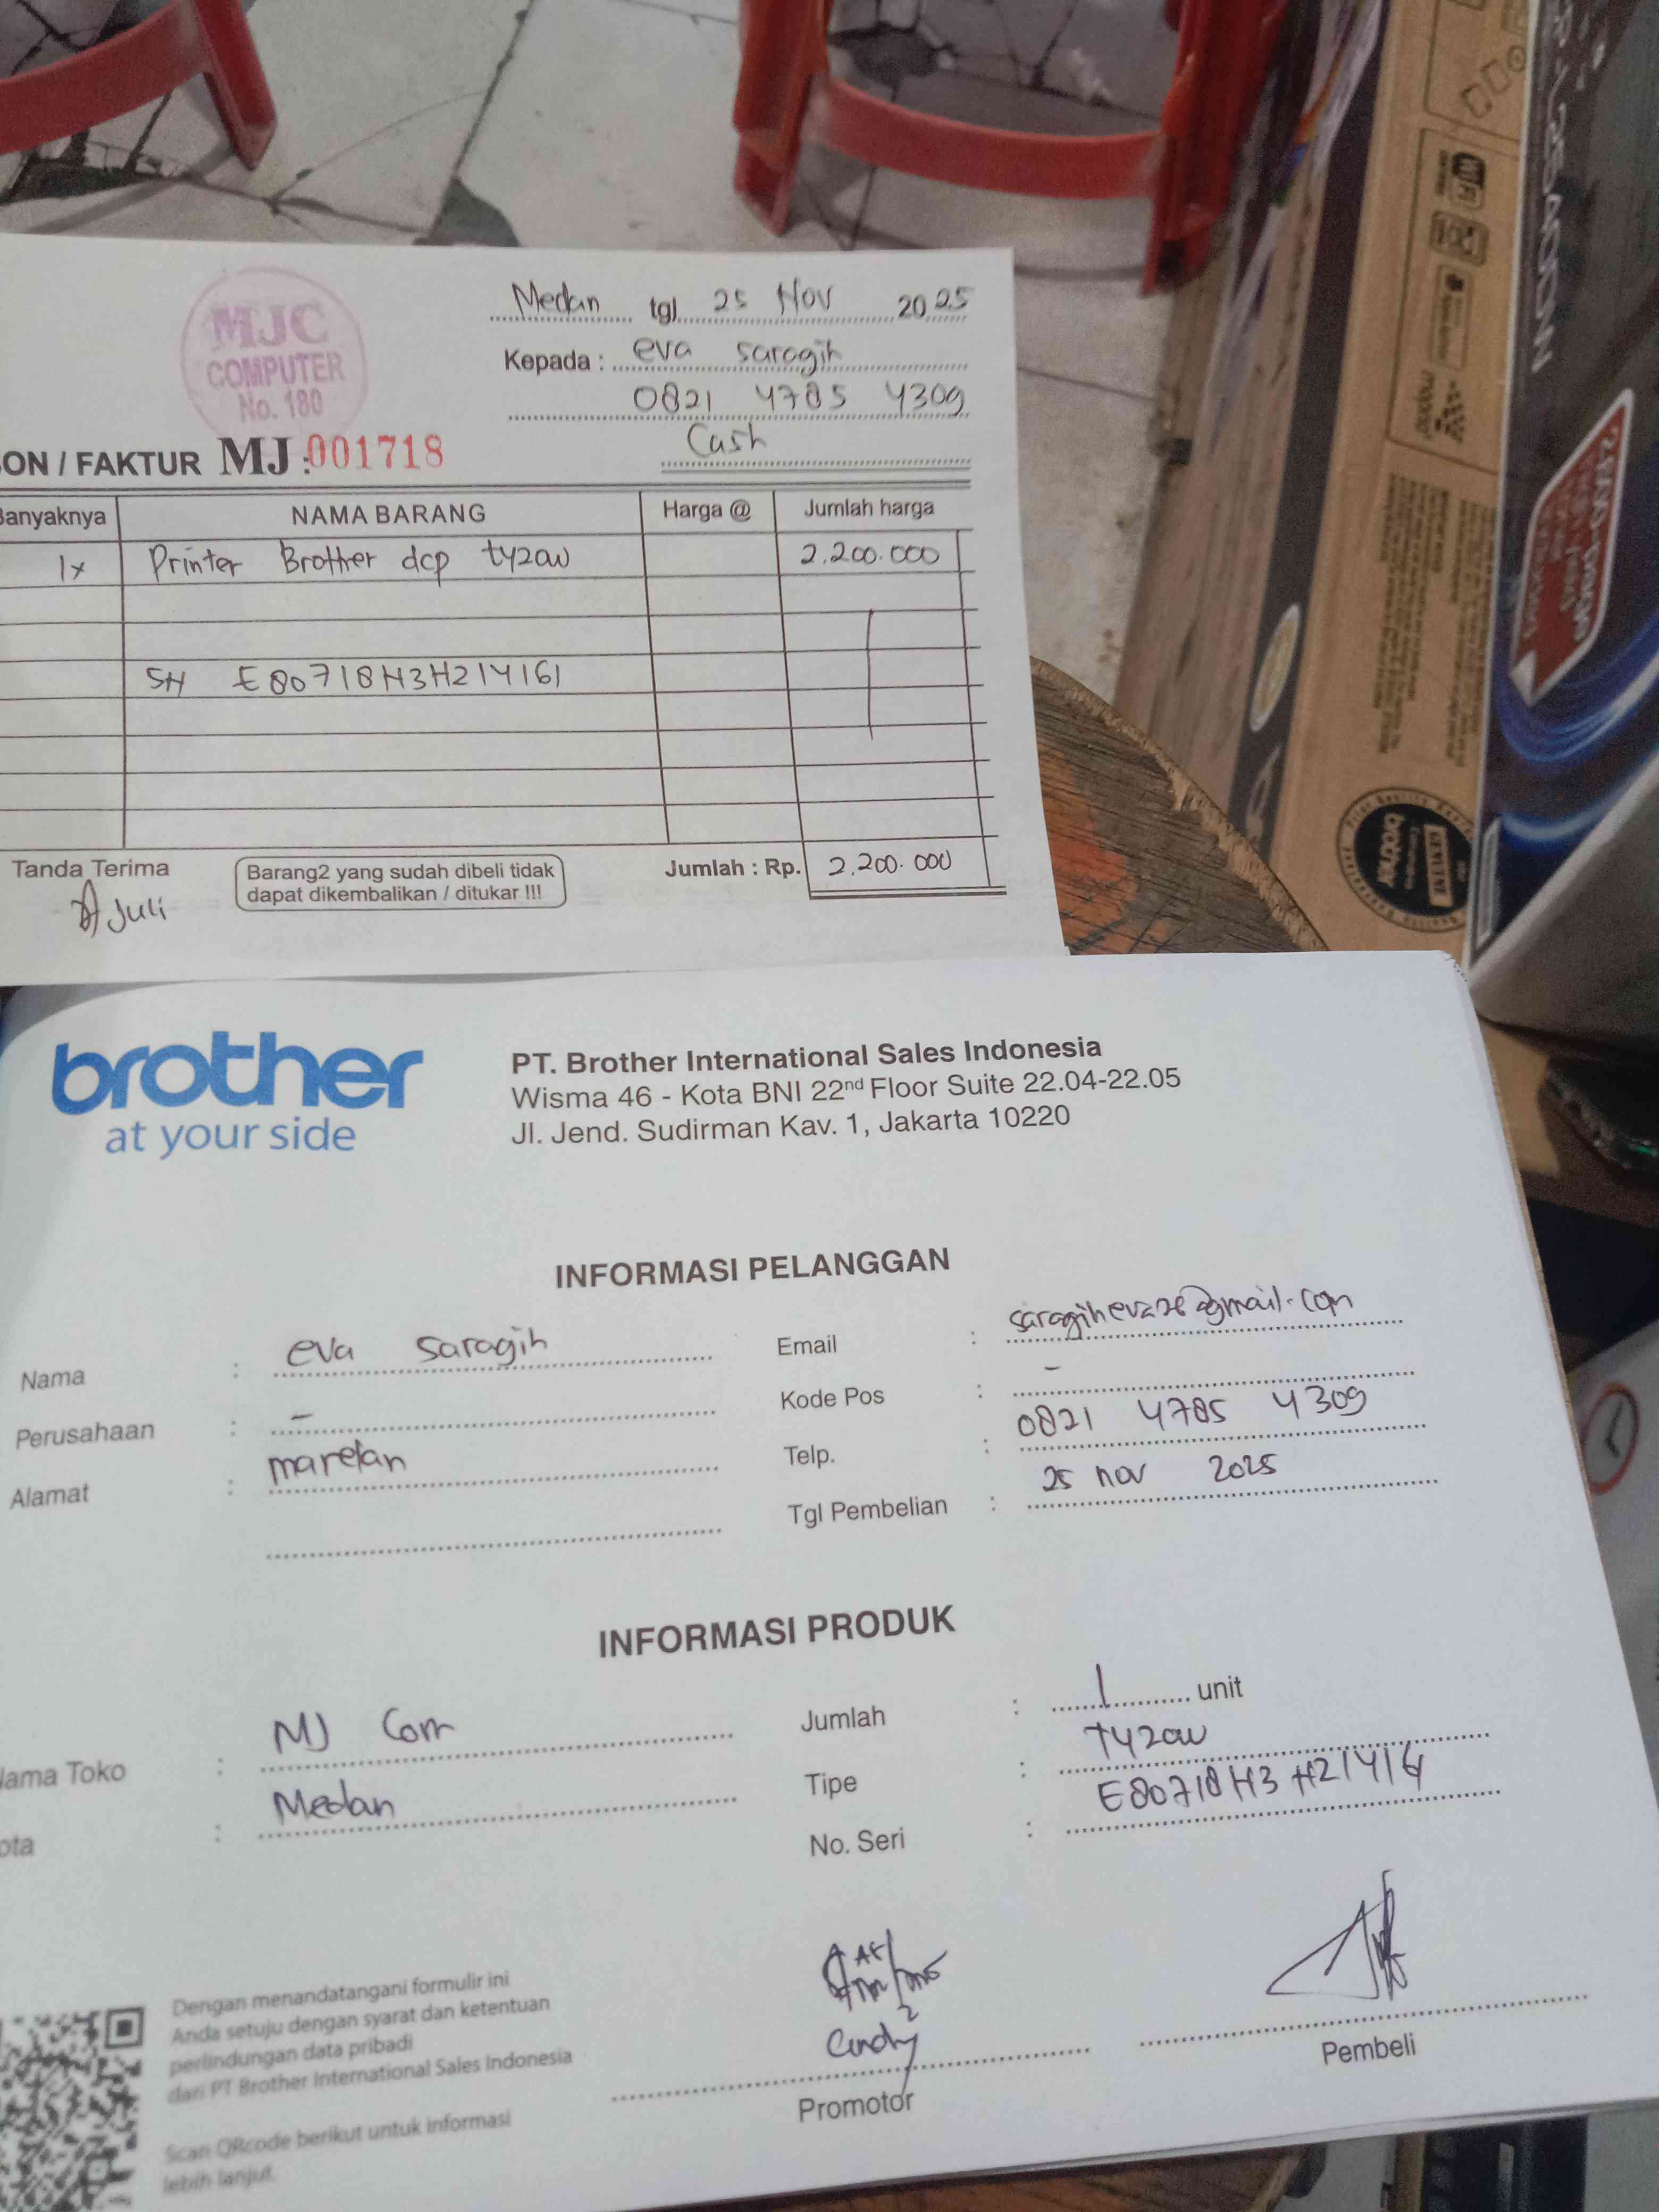 MJC
COMPUTER
No. 180
Medan tgl 25 Nov 2025
Kepada : eva saragih
0821 4785 4309
Cash
ON / FAKTUR MJ : 001718
Banyaknya NAMA BARANG Harga @ Jumlah harga
1x Printer Brother dcp t420w 2.200.000
SN E80718H3H214161
Tanda Terima
Juli
Barang2 yang sudah dibeli tidak
dapat dikembalikan / ditukar !!!
Jumlah : Rp. 2.200.000
brother
at your side
PT. Brother International Sales Indonesia
Wisma 46 - Kota BNI 22nd Floor Suite 22.04-22.05
Jl. Jend. Sudirman Kav. 1, Jakarta 10220
INFORMASI PELANGGAN
Nama : eva saragih
Perusahaan : -
Alamat : marelan
Email :
Kode Pos : -
Telp. : 0821 4785 4309
Tgl Pembelian : 25 nov 2025
INFORMASI PRODUK
Nama Toko : MJ Com
ota : Medan
Jumlah : 1 unit
Tipe : T420W
No. Seri :
Dengan menandatangani formulir ini
Anda setuju dengan syarat dan ketentuan
perlindungan data pribadi
dari PT Brother International Sales Indonesia
Scan QRcode berikut untuk informasi
lebih lanjut.
Cindy
Promotor
Pembeli
GENUINE
brother